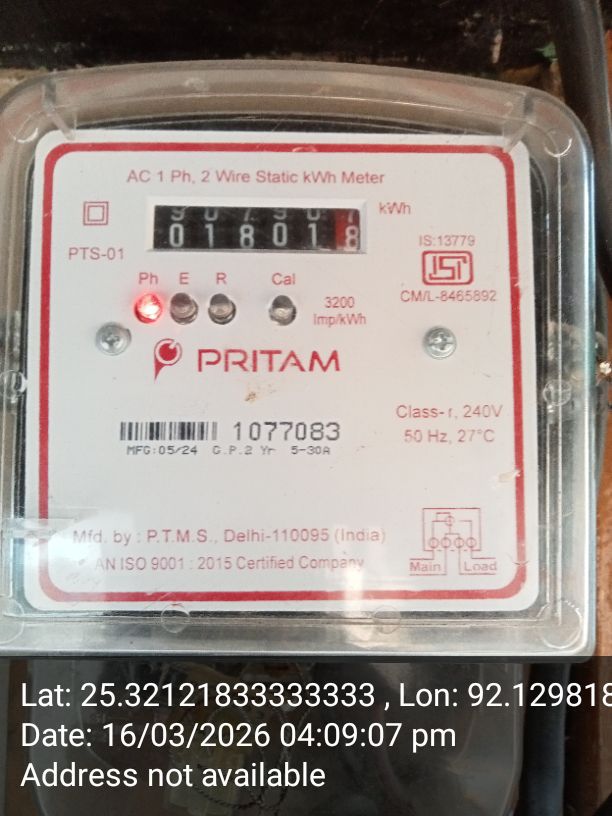 AC 1 Ph, 2 Wire Static kWh Meter
kWh
018018
PTS-01
IS:13779
ISI
CM/L-8465892
Ph E R Cal
3200
Imp/kWh
PRITAM
Class- 1, 240V
50 Hz, 27°C
1077083
MFG:05/24 G.P.2 Yr 5-30A
Mfd. by : P.T.M.S., Delhi-110095 (India)
AN ISO 9001 : 2015 Certified Company
Main Load
Lat: 25.32121833333333 , Lon: 92.129818
Date: 16/03/2026 04:09:07 pm
Address not available